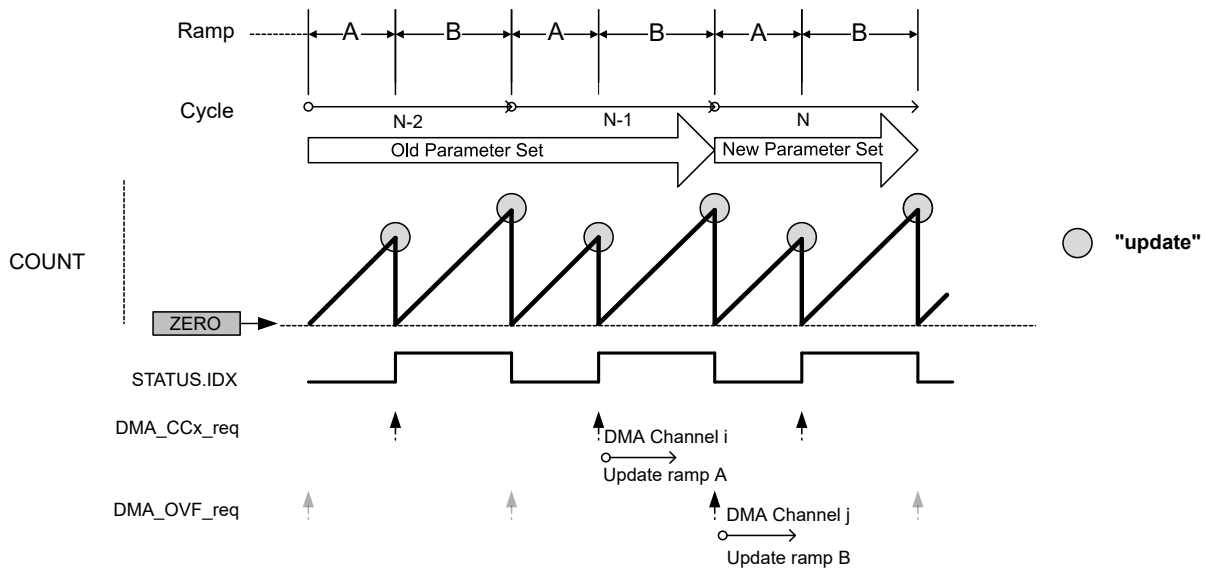 Ramp A B A B A B
Cycle
N-2 N-1 N
Old Parameter Set New Parameter Set
COUNT "update"
ZERO
STATUS.IDX
DMA_CCx_req
DMA Channel i
Update ramp A
DMA_OVF_req
DMA Channel j
Update ramp B